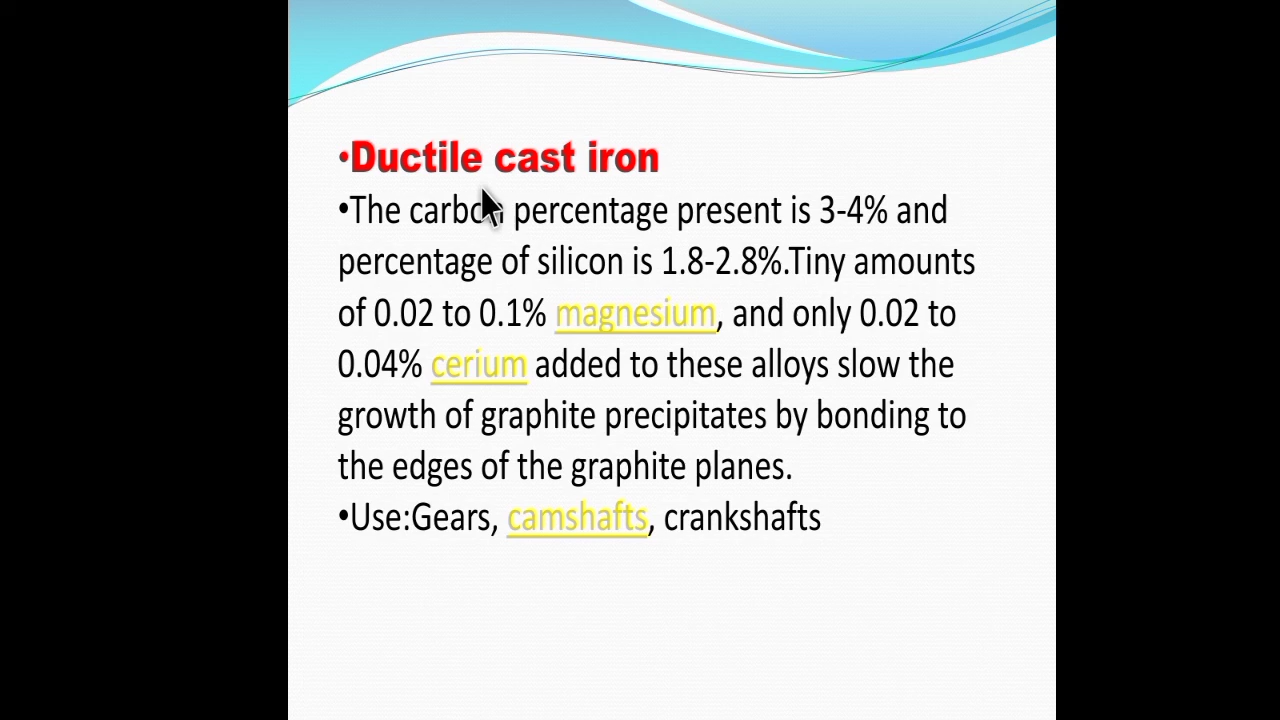 •Ductile cast iron
•The carbon percentage present is 3-4% and
percentage of silicon is 1.8-2.8%.Tiny amounts
of 0.02 to 0.1% magnesium, and only 0.02 to
0.04% cerium added to these alloys slow the
growth of graphite precipitates by bonding to
the edges of the graphite planes.
•Use:Gears, camshafts, crankshafts